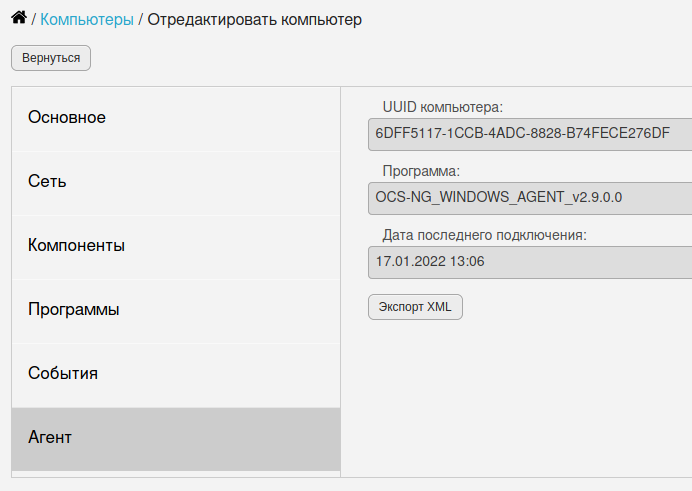 / Компьютеры / Отредактировать компьютер
Вернуться
Основное
Сеть
Компоненты
Программы
События
Агент
UUID компьютера:
6DFF5117-1CCB-4ADC-8828-B74FECE276DF
Программа:
OCS-NG_WINDOWS_AGENT_v2.9.0.0
Дата последнего подключения:
17.01.2022 13:06
Экспорт XML